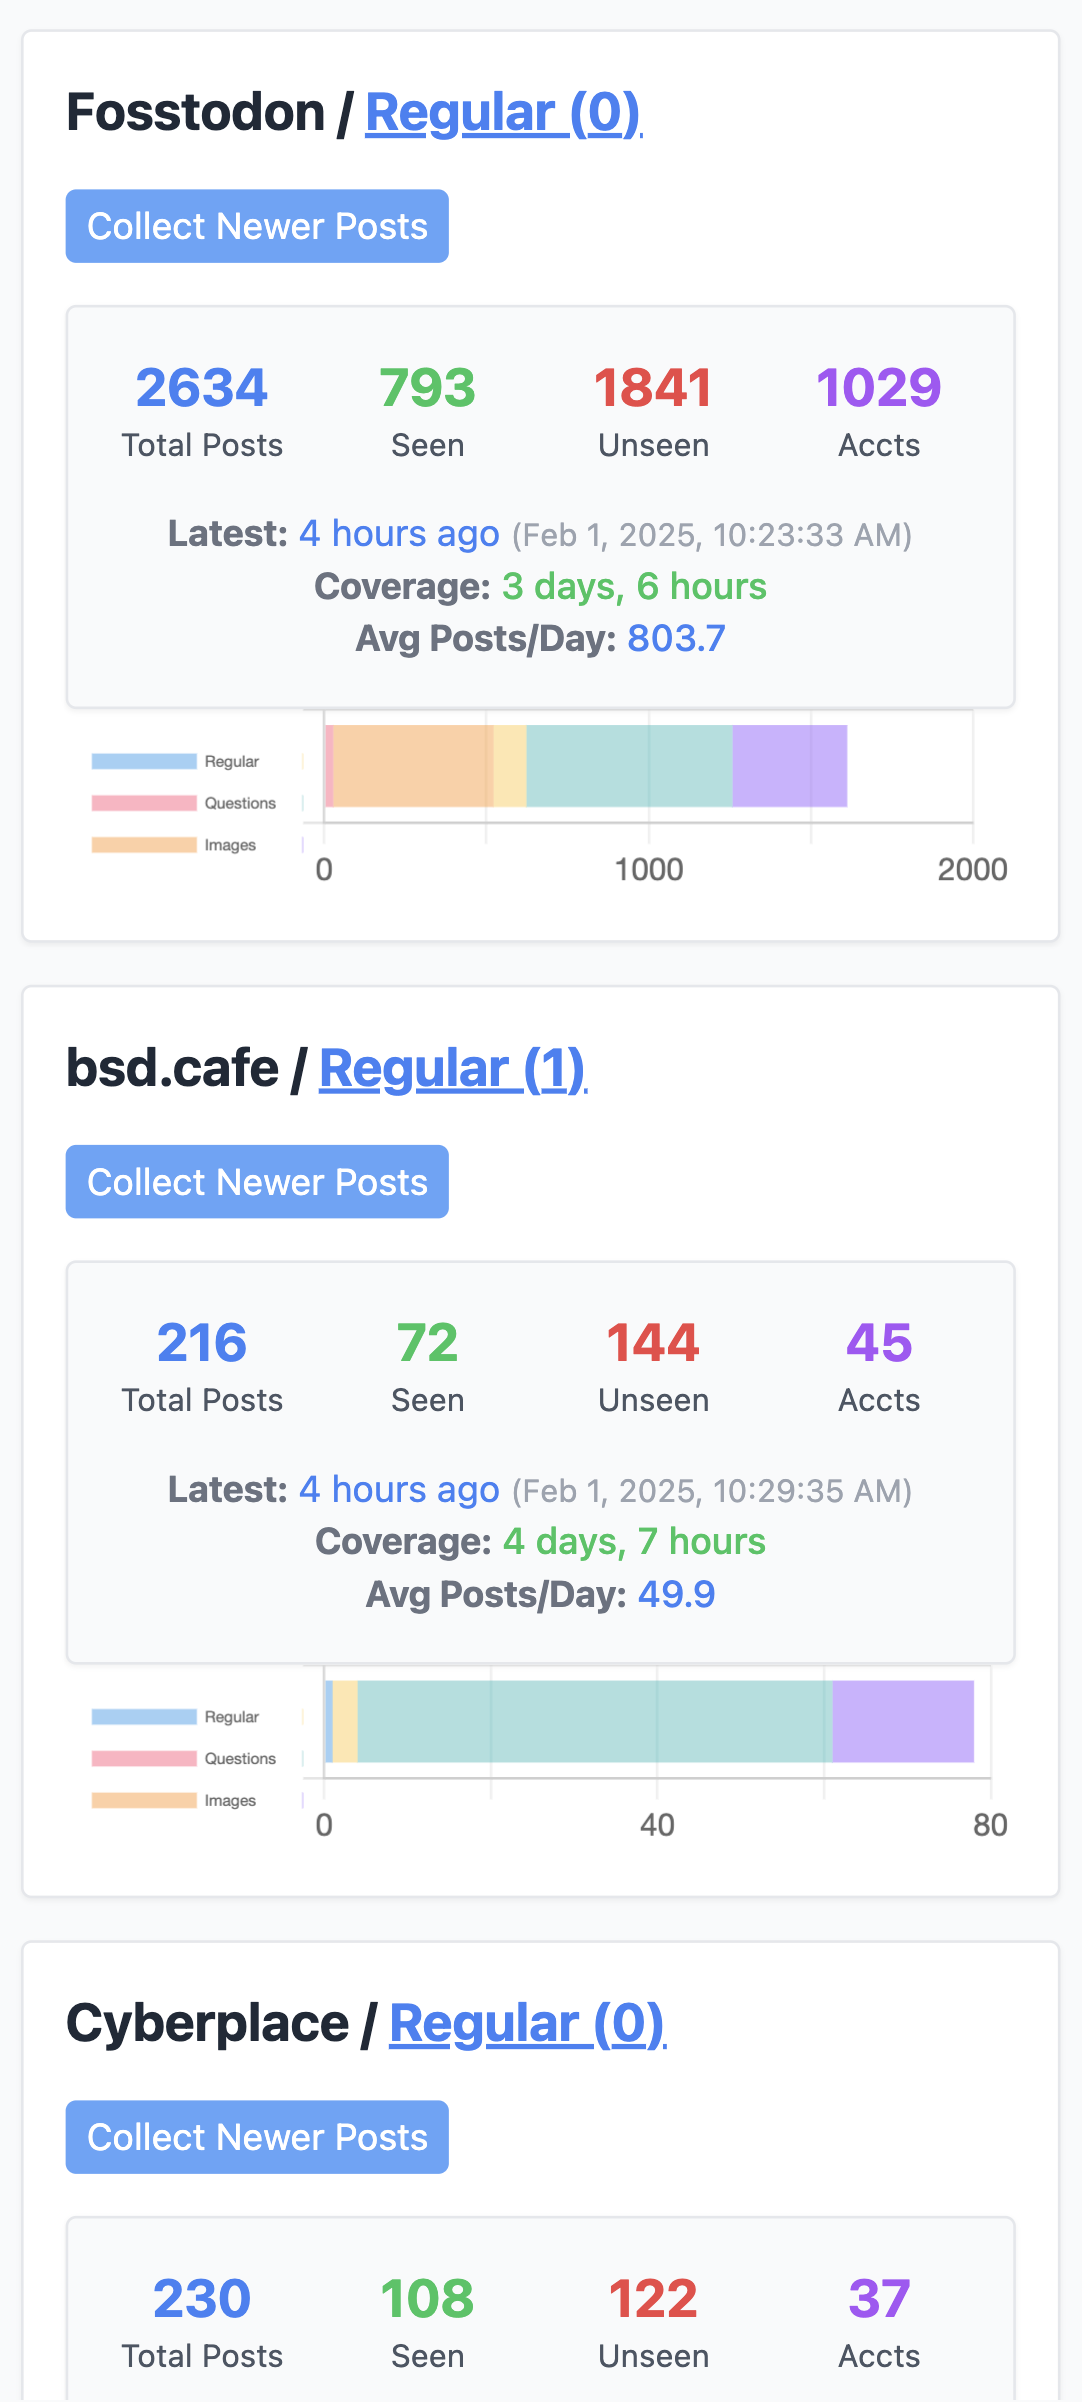 Fosstodon / Regular (0)
Collect Newer Posts
2634 793 1841 1029
Total Posts Seen Unseen Accts
Latest: 4 hours ago (Feb 1, 2025, 10:23:33 AM)
Coverage: 3 days, 6 hours
Avg Posts/Day: 803.7
Regular
Questions
Images
0 1000 2000
bsd.cafe / Regular (1)
Collect Newer Posts
216 72 144 45
Total Posts Seen Unseen Accts
Latest: 4 hours ago (Feb 1, 2025, 10:29:35 AM)
Coverage: 4 days, 7 hours
Avg Posts/Day: 49.9
Regular
Questions
Images
0 40 80
Cyberplace / Regular (0)
Collect Newer Posts
230 108 122 37
Total Posts Seen Unseen Accts